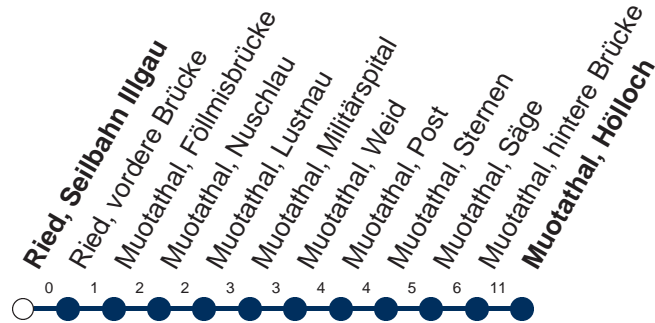 Ried, Seilbahn Illgau
Ried, vordere Brücke
Muotathal, Föllmisbrücke
Muotathal, Nuschlau
Muotathal, Lustnau
Muotathal, Militärspital
Muotathal, Weid
Muotathal, Post
Muotathal, Sternen
Muotathal, Säge
Muotathal, hintere Brücke
Muotathal, Hölloch
0 1 2 2 3 3 4 4 5 6 11